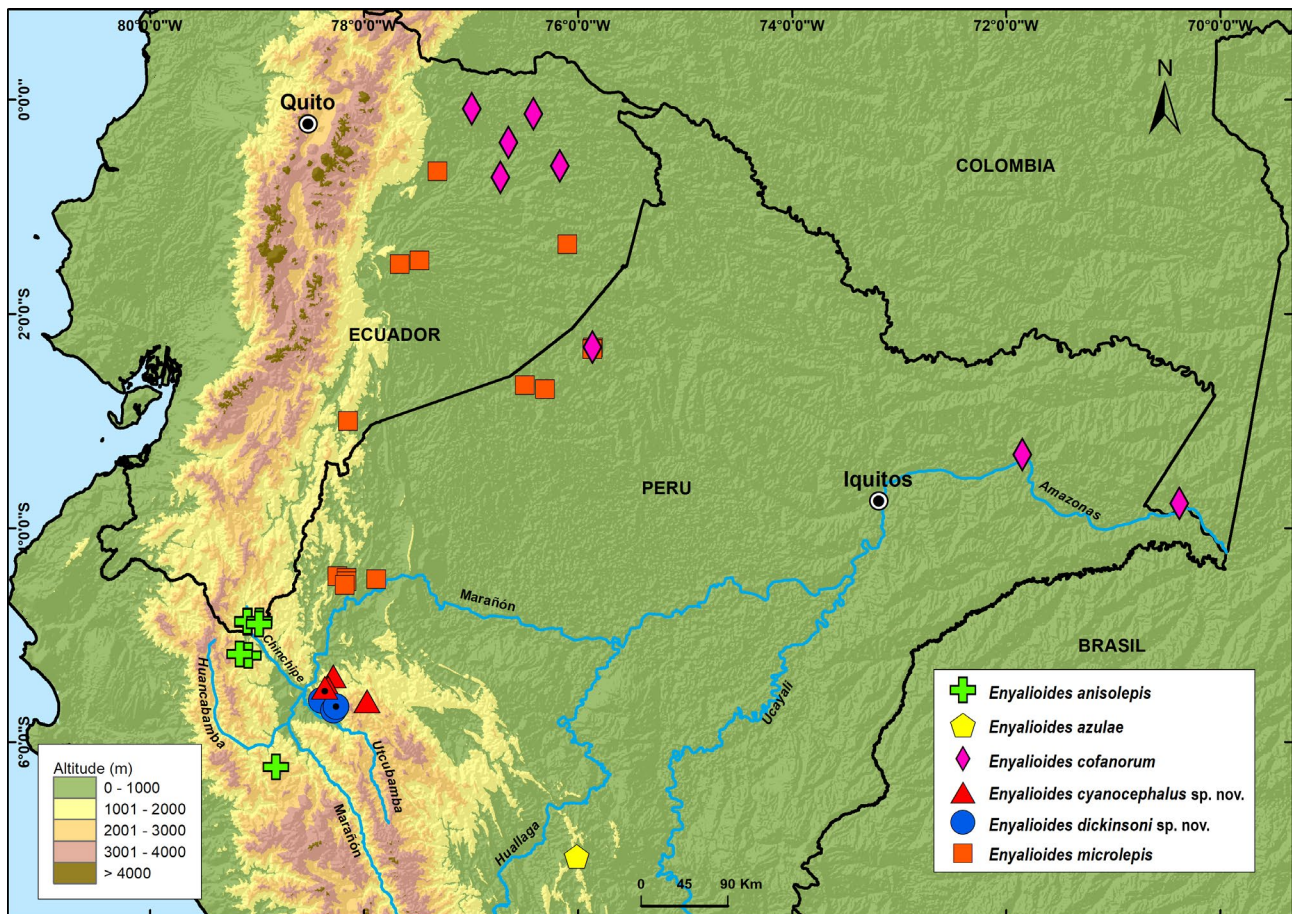 80°0'0"W
78°0'0"W
76°0'0"W
74°0'0"W
72°0'0"W
70°0'0"W
0°0'0"
2°0'0"S
4°0'0"S
6°0'0"S
N
Quito
COLOMBIA
ECUADOR
PERU
Iquitos
Amazonas
Marañón
BRASIL
Chinchipe
Huancabamba
Utcubamba
Marañón
Huallaga
Ucayali
Altitude (m)
0 - 1000
1001 - 2000
2001 - 3000
3001 - 4000
> 4000
0 45 90 Km
Enyalioides anisolepis
Enyalioides azulae
Enyalioides cofanorum
Enyalioides cyanocephalus sp. nov.
Enyalioides dickinsoni sp. nov.
Enyalioides microlepis